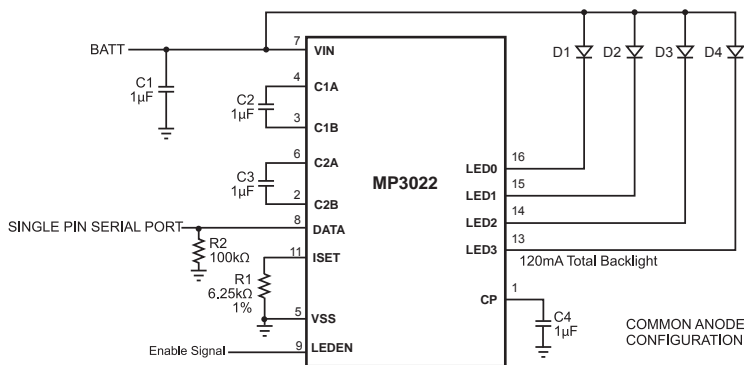 BATT
7
VIN
D1
D2
D3
D4
C1
1µF
4
C1A
C2
1µF
3
C1B
6
C2A
C3
1µF
MP3022
16
LED0
2
C2B
15
LED1
SINGLE PIN SERIAL PORT
8
DATA
14
LED2
R2
100kΩ
11
ISET
13
LED3
120mA Total Backlight
R1
6.25kΩ
1%
1
CP
5
VSS
C4
1µF
COMMON ANODE
CONFIGURATION
Enable Signal
9
LEDEN